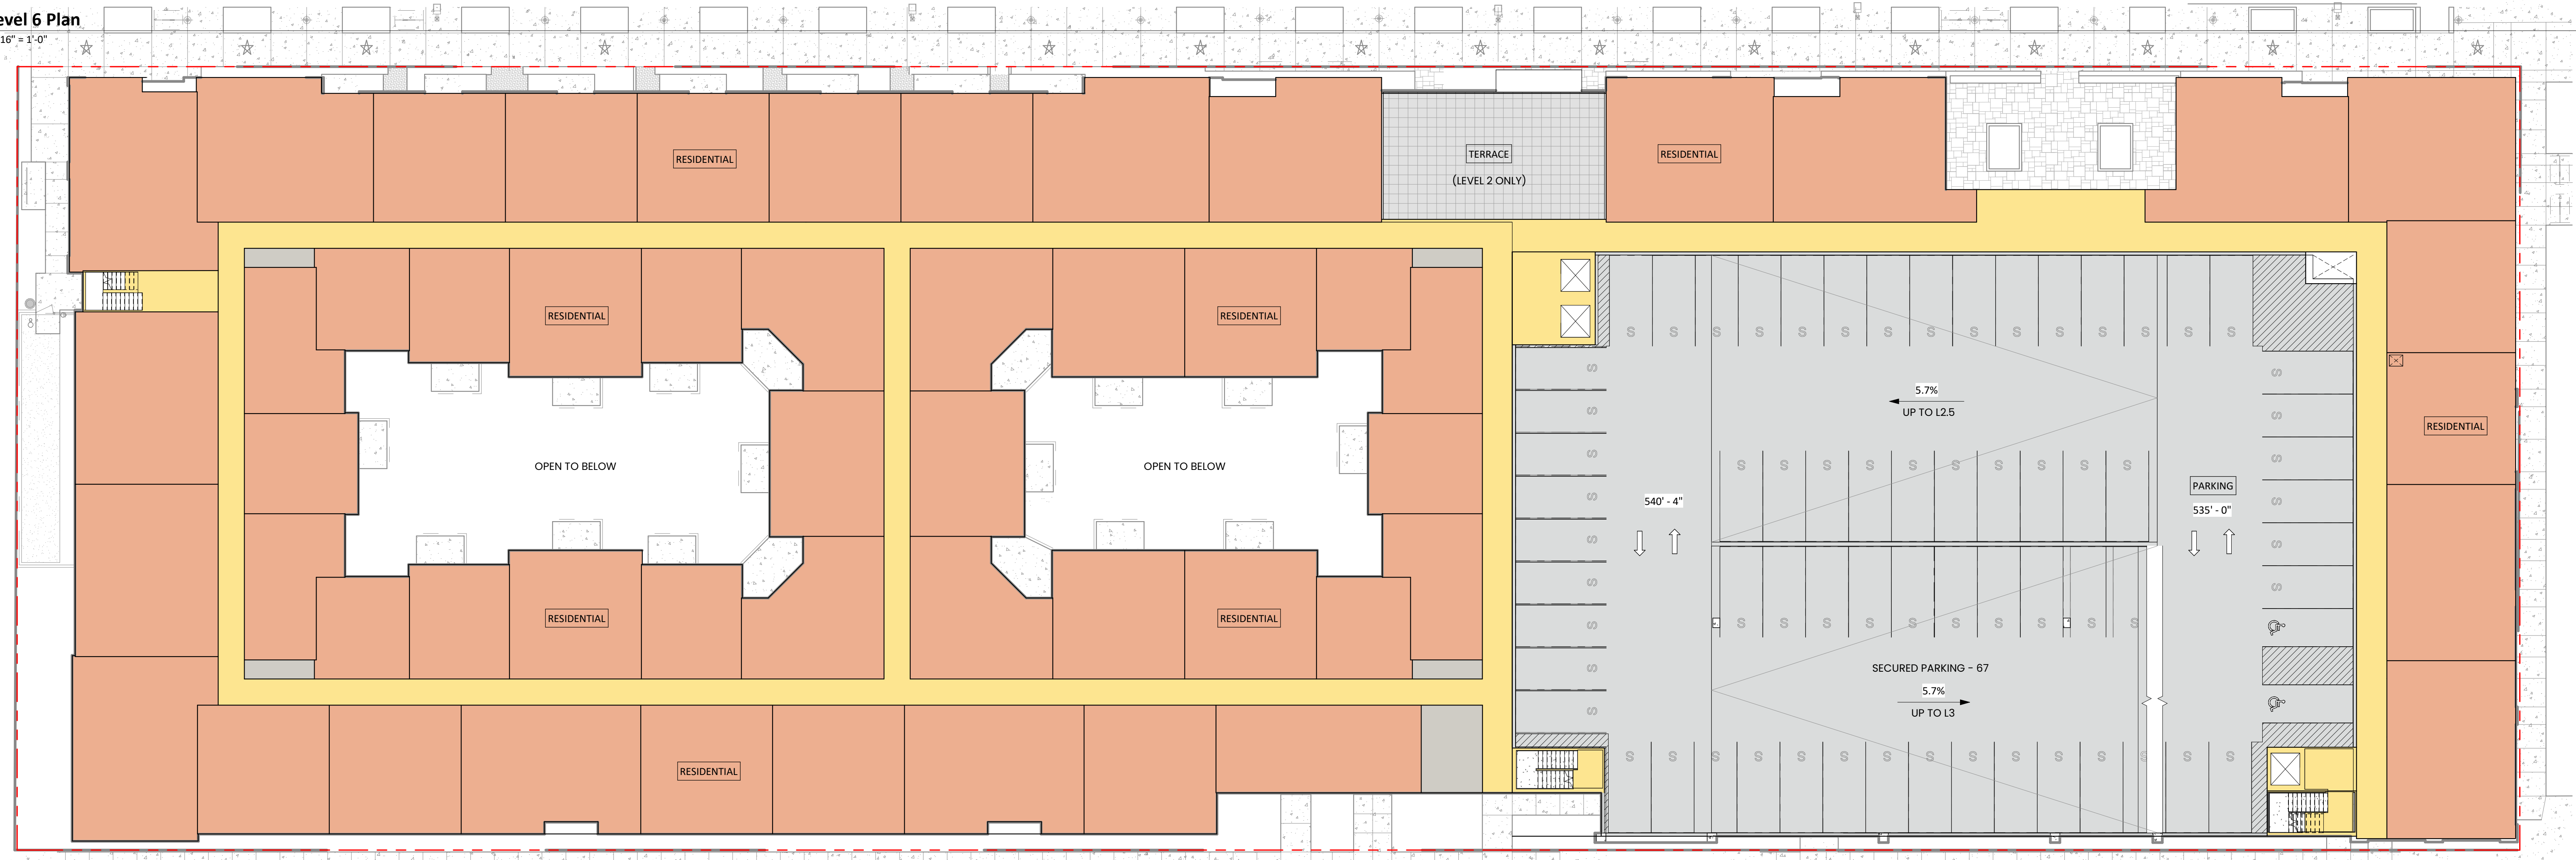 evel 6 Plan
16" = 1'-0"
RESIDENTIAL
TERRACE
(LEVEL 2 ONLY)
RESIDENTIAL
RESIDENTIAL
RESIDENTIAL
S S S S S S S S S S S S S S S
S
S
S
S
S
S
S
S
S
5.7%
UP TO L2.5
RESIDENTIAL
OPEN TO BELOW
OPEN TO BELOW
S S S S S S S S S S
540' - 4"
PARKING
535' - 0"
S
S
S
S
S
S
RESIDENTIAL
RESIDENTIAL
S S S S S S S S S S
SECURED PARKING - 67
5.7%
UP TO L3
RESIDENTIAL
S S S S S S S S S S S S S S S